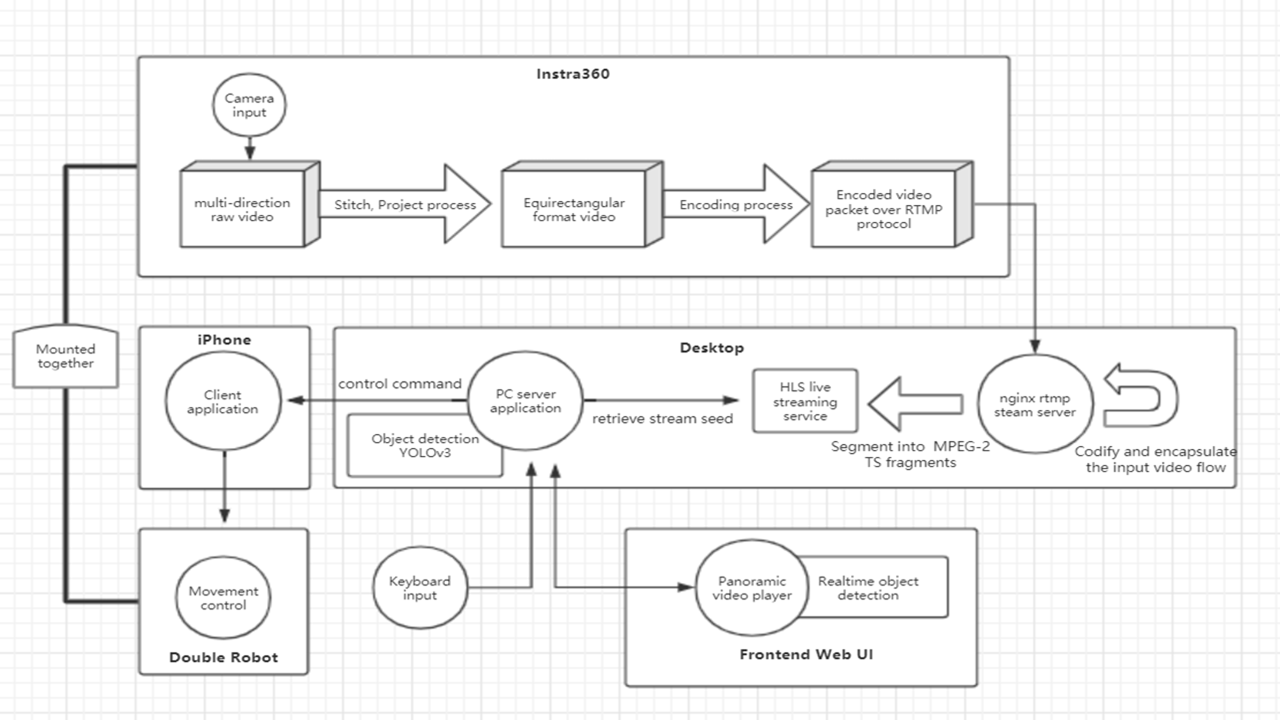 Instra360
Camera
input
multi-direction
raw video
Stitch, Project process
Equirectangular
format video
Encoding process
Encoded video
packet over RTMP
protocol
Mounted
together
iPhone
Client
application
Desktop
control command
PC server
application
Object detection
YOLOv3
retrieve stream seed
HLS live
streaming
service
Segment into MPEG-2
TS fragments
nginx rtmp
steam server
Codify and encapsulate
the input video flow
Movement
control
Double Robot
Keyboard
input
Panoramic
video player
Realtime object
detection
Frontend Web UI